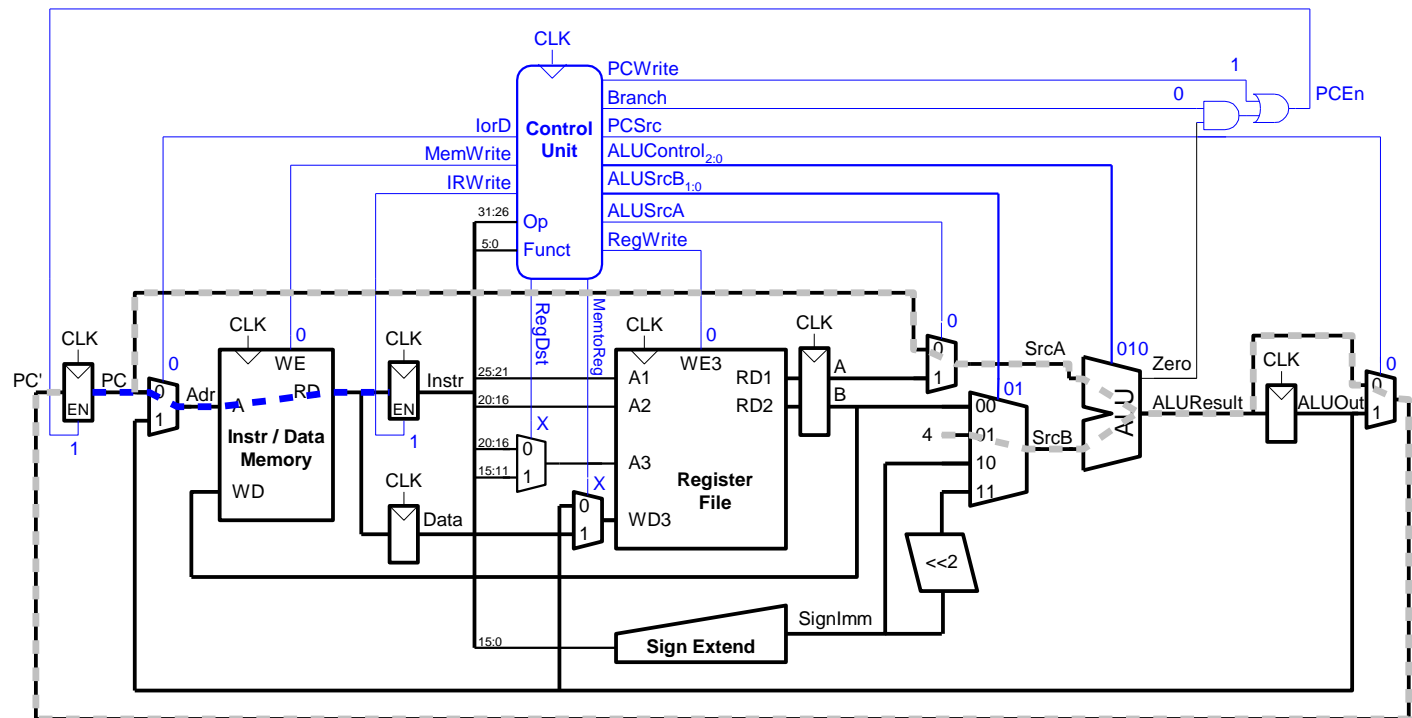 CLK
PCWrite
1
Branch
0
PCEn
IorD
Control
Unit
PCSrc
MemWrite
ALUControl2:0
IRWrite
ALUSrcB1:0
31:26
Op
ALUSrcA
5:0
Funct
RegWrite
RegDst
MemtoReg
CLK
CLK
0
CLK
CLK
0
CLK
0
0
010
Zero
CLK
0
PC'
EN
PC
0
1
Adr
WE
A
RD
Instr / Data
Memory
WD
EN
Instr
1
1
25:21
A1
WE3
RD1
A
0
1
SrcA
20:16
A2
RD2
B
01
00
4
01
SrcB
10
11
ALU
ALUResult
ALUOut
0
1
20:16
15:11
X
0
1
A3
Register
File
X
0
1
WD3
CLK
Data
<<2
SignImm
15:0
Sign Extend